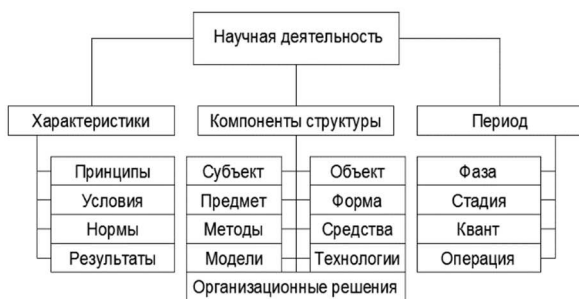 Научная деятельность
Характеристики
Компоненты структуры
Период
Принципы
Условия
Нормы
Результаты
Субъект
Объект
Предмет
Форма
Методы
Средства
Модели
Технологии
Организационные решения
Фаза
Стадия
Квант
Операция